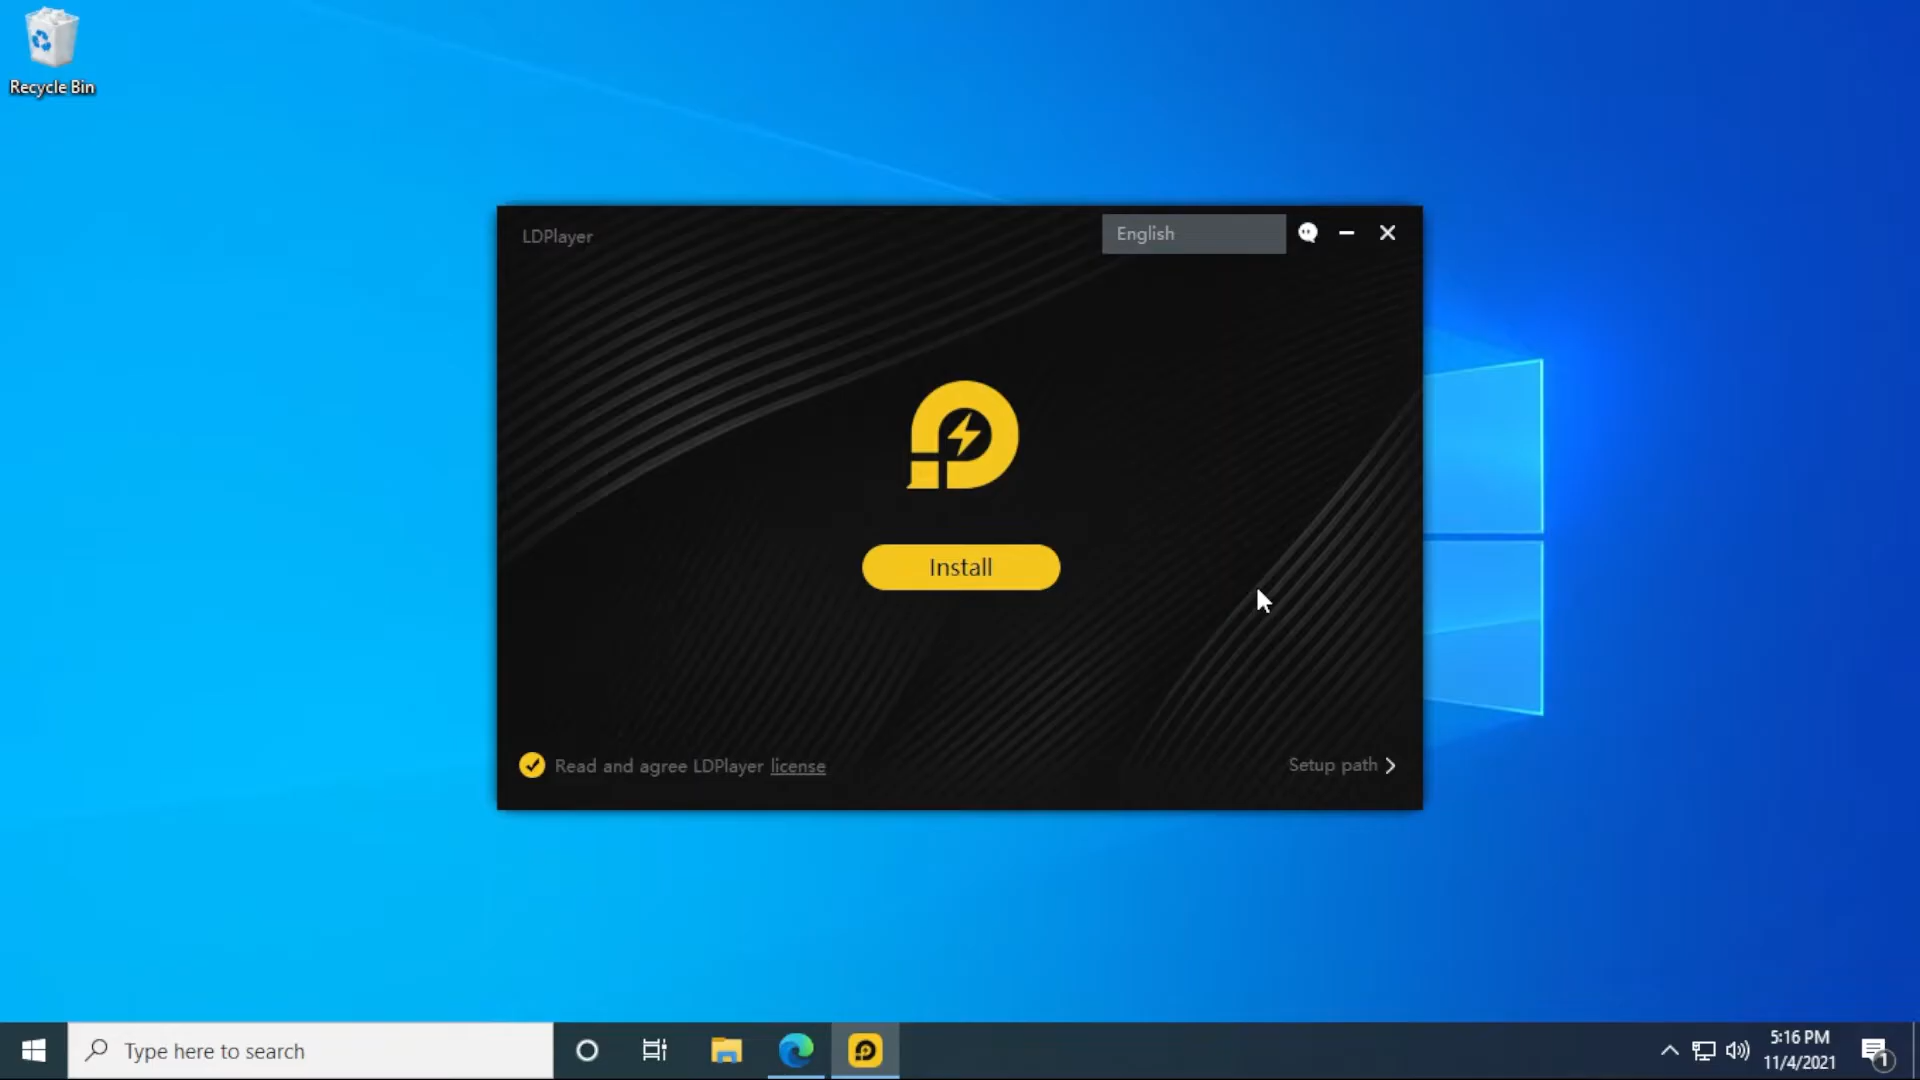 Recycle Bin
LDPlayer
English
Install
Read and agree LDPlayer license
Setup path
Type here to search
5:16 PM
11/4/2021
1